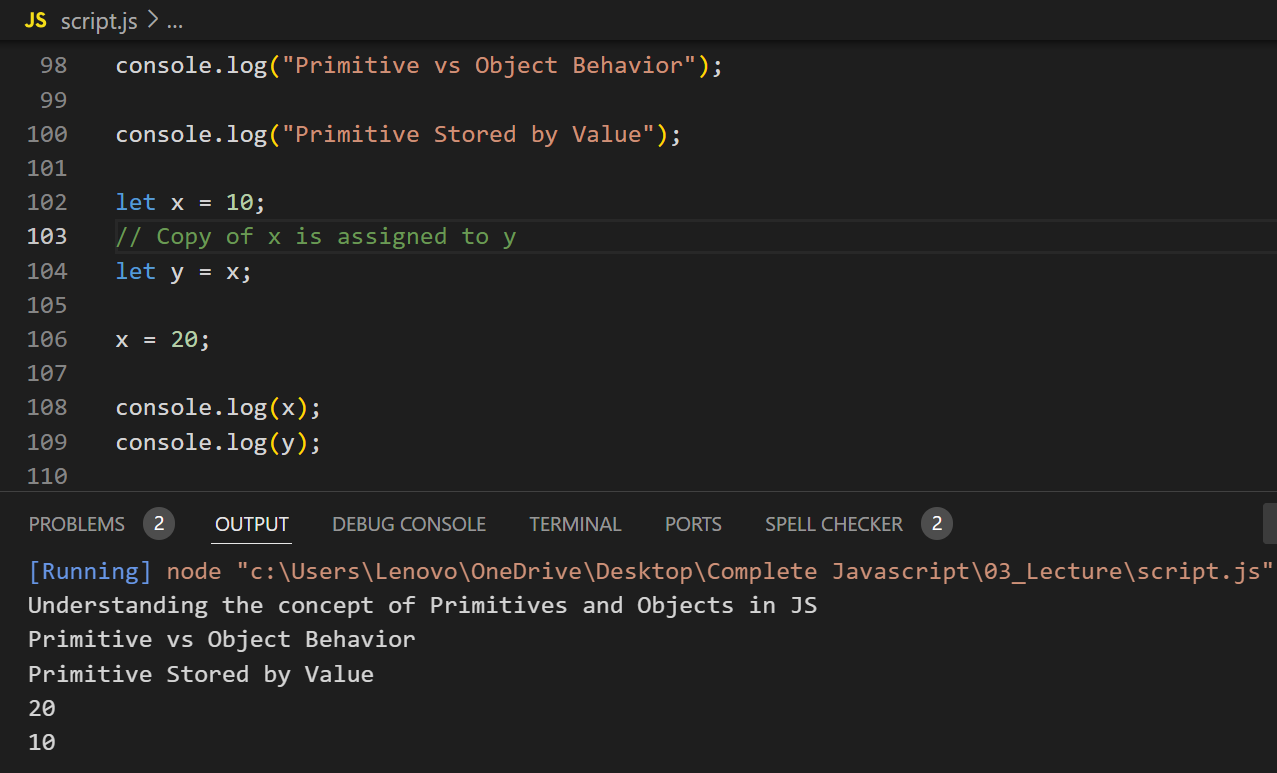 JS script.js > ...
98 console.log("Primitive vs Object Behavior");
99
100 console.log("Primitive Stored by Value");
101
102 let x = 10;
103 // Copy of x is assigned to y
104 let y = x;
105
106 x = 20;
107
108 console.log(x);
109 console.log(y);
110
PROBLEMS 2 OUTPUT DEBUG CONSOLE TERMINAL PORTS SPELL CHECKER 2
[Running] node "c:\Users\Lenovo\OneDrive\Desktop\Complete Javascript\03_Lecture\script.js"
Understanding the concept of Primitives and Objects in JS
Primitive vs Object Behavior
Primitive Stored by Value
20
10